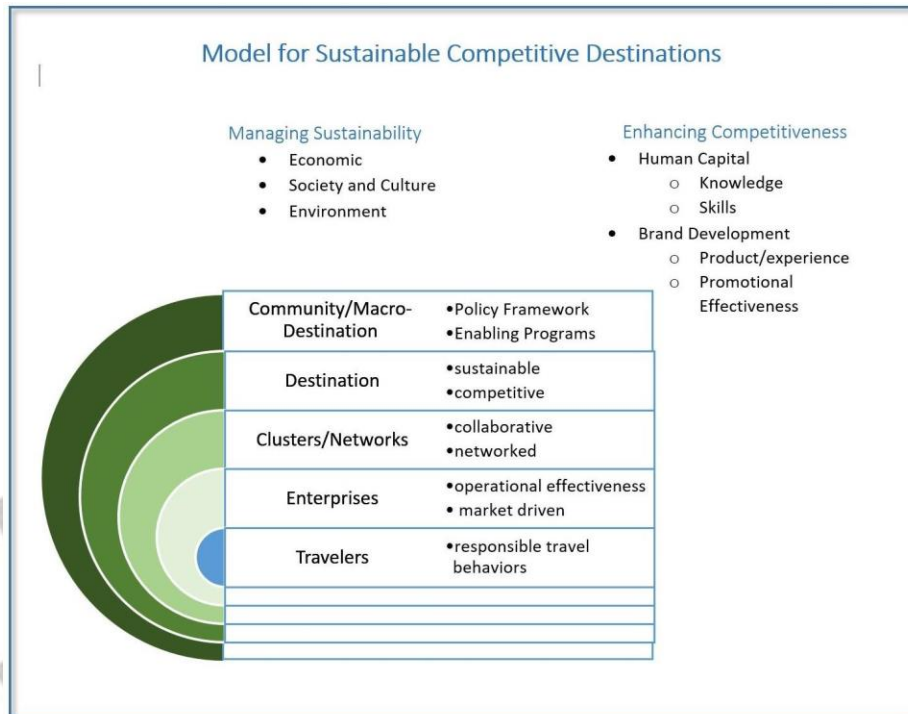 Model for Sustainable Competitive Destinations
Managing Sustainability
• Economic
• Society and Culture
• Environment
Enhancing Competitiveness
• Human Capital
o Knowledge
o Skills
• Brand Development
o Product/experience
o Promotional
Effectiveness
Community/Macro-
Destination
•Policy Framework
•Enabling Programs
Destination
•sustainable
•competitive
Clusters/Networks
•collaborative
•networked
Enterprises
•operational effectiveness
• market driven
Travelers
•responsible travel
behaviors